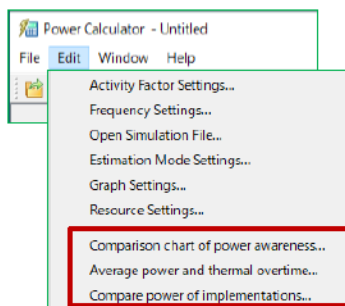 Power Calculator - Untitled
File Edit Window Help
Activity Factor Settings...
Frequency Settings...
Open Simulation File...
Estimation Mode Settings...
Graph Settings...
Resource Settings...
Comparison chart of power awareness...
Average power and thermal overtime...
Compare power of implementations...